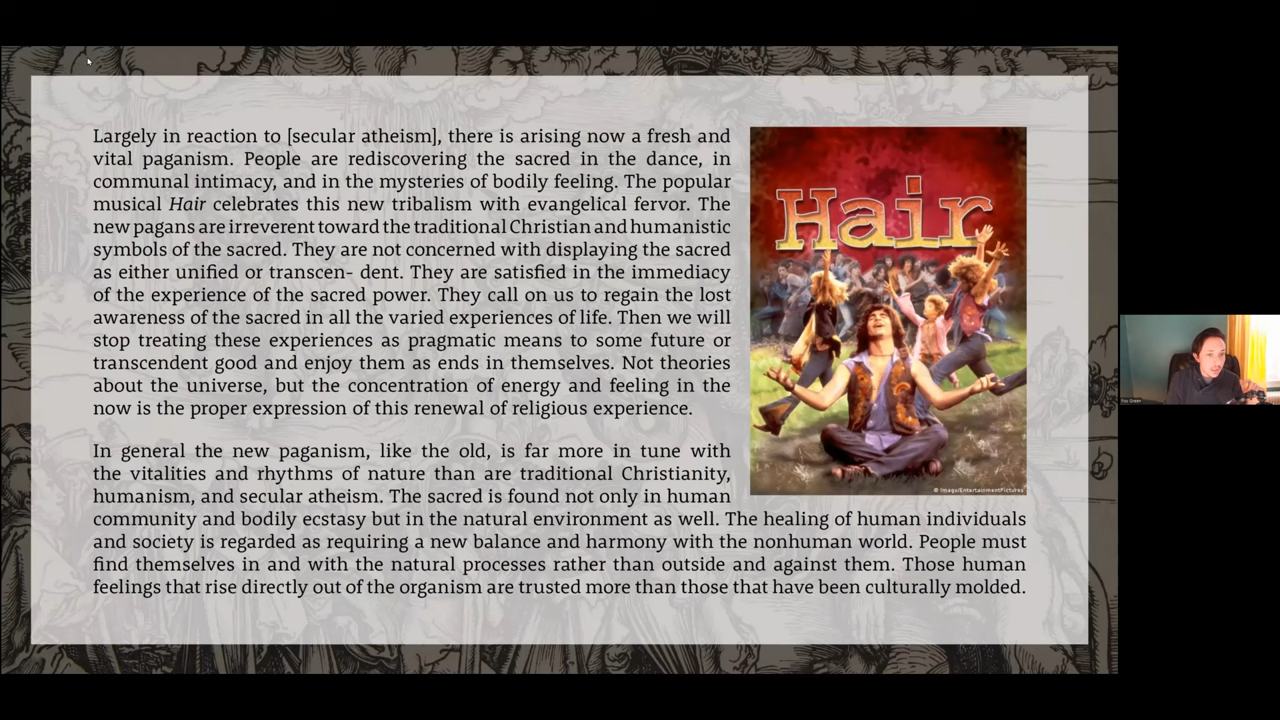 Largely in reaction to [secular atheism], there is arising now a fresh and
vital paganism. People are rediscovering the sacred in the dance, in
communal intimacy, and in the mysteries of bodily feeling. The popular
musical Hair celebrates this new tribalism with evangelical fervor. The
new pagans are irreverent toward the traditional Christian and humanistic
symbols of the sacred. They are not concerned with displaying the sacred
as either unified or transcen- dent. They are satisfied in the immediacy
of the experience of the sacred power. They call on us to regain the lost
awareness of the sacred in all the varied experiences of life. Then we will
stop treating these experiences as pragmatic means to some future or
transcendent good and enjoy them as ends in themselves. Not theories
about the universe, but the concentration of energy and feeling in the
now is the proper expression of this renewal of religious experience.
In general the new paganism, like the old, is far more in tune with
the vitalities and rhythms of nature than are traditional Christianity,
humanism, and secular atheism. The sacred is found not only in human
community and bodily ecstasy but in the natural environment as well. The healing of human individuals
and society is regarded as requiring a new balance and harmony with the nonhuman world. People must
find themselves in and with the natural processes rather than outside and against them. Those human
feelings that rise directly out of the organism are trusted more than those that have been culturally molded.
Hair
© Imago/EntertainmentPictures